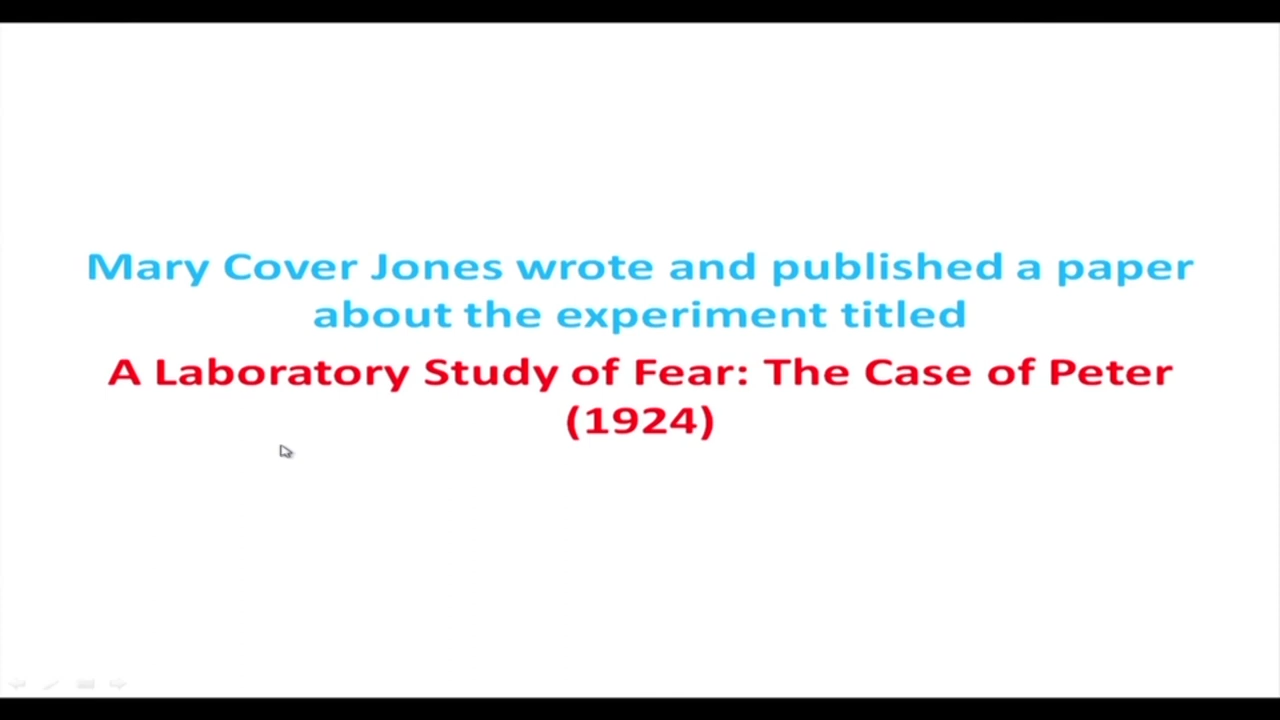 Mary Cover Jones wrote and published a paper
about the experiment titled
A Laboratory Study of Fear: The Case of Peter
(1924)